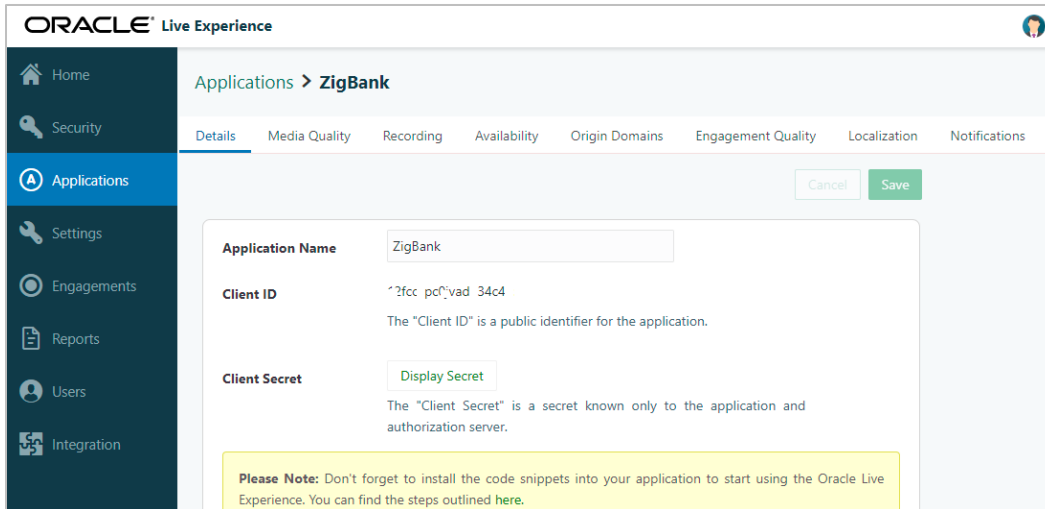 ORACLE® Live Experience
Home
Security
Applications
Settings
Engagements
Reports
Users
Integration
Applications > ZigBank
Details Media Quality Recording Availability Origin Domains Engagement Quality Localization Notifications
Cancel Save
Application Name ZigBank
Client ID
The "Client ID" is a public identifier for the application.
Client Secret Display Secret
The "Client Secret" is a secret known only to the application and
authorization server.
Please Note: Don't forget to install the code snippets into your application to start using the Oracle Live
Experience. You can find the steps outlined here.